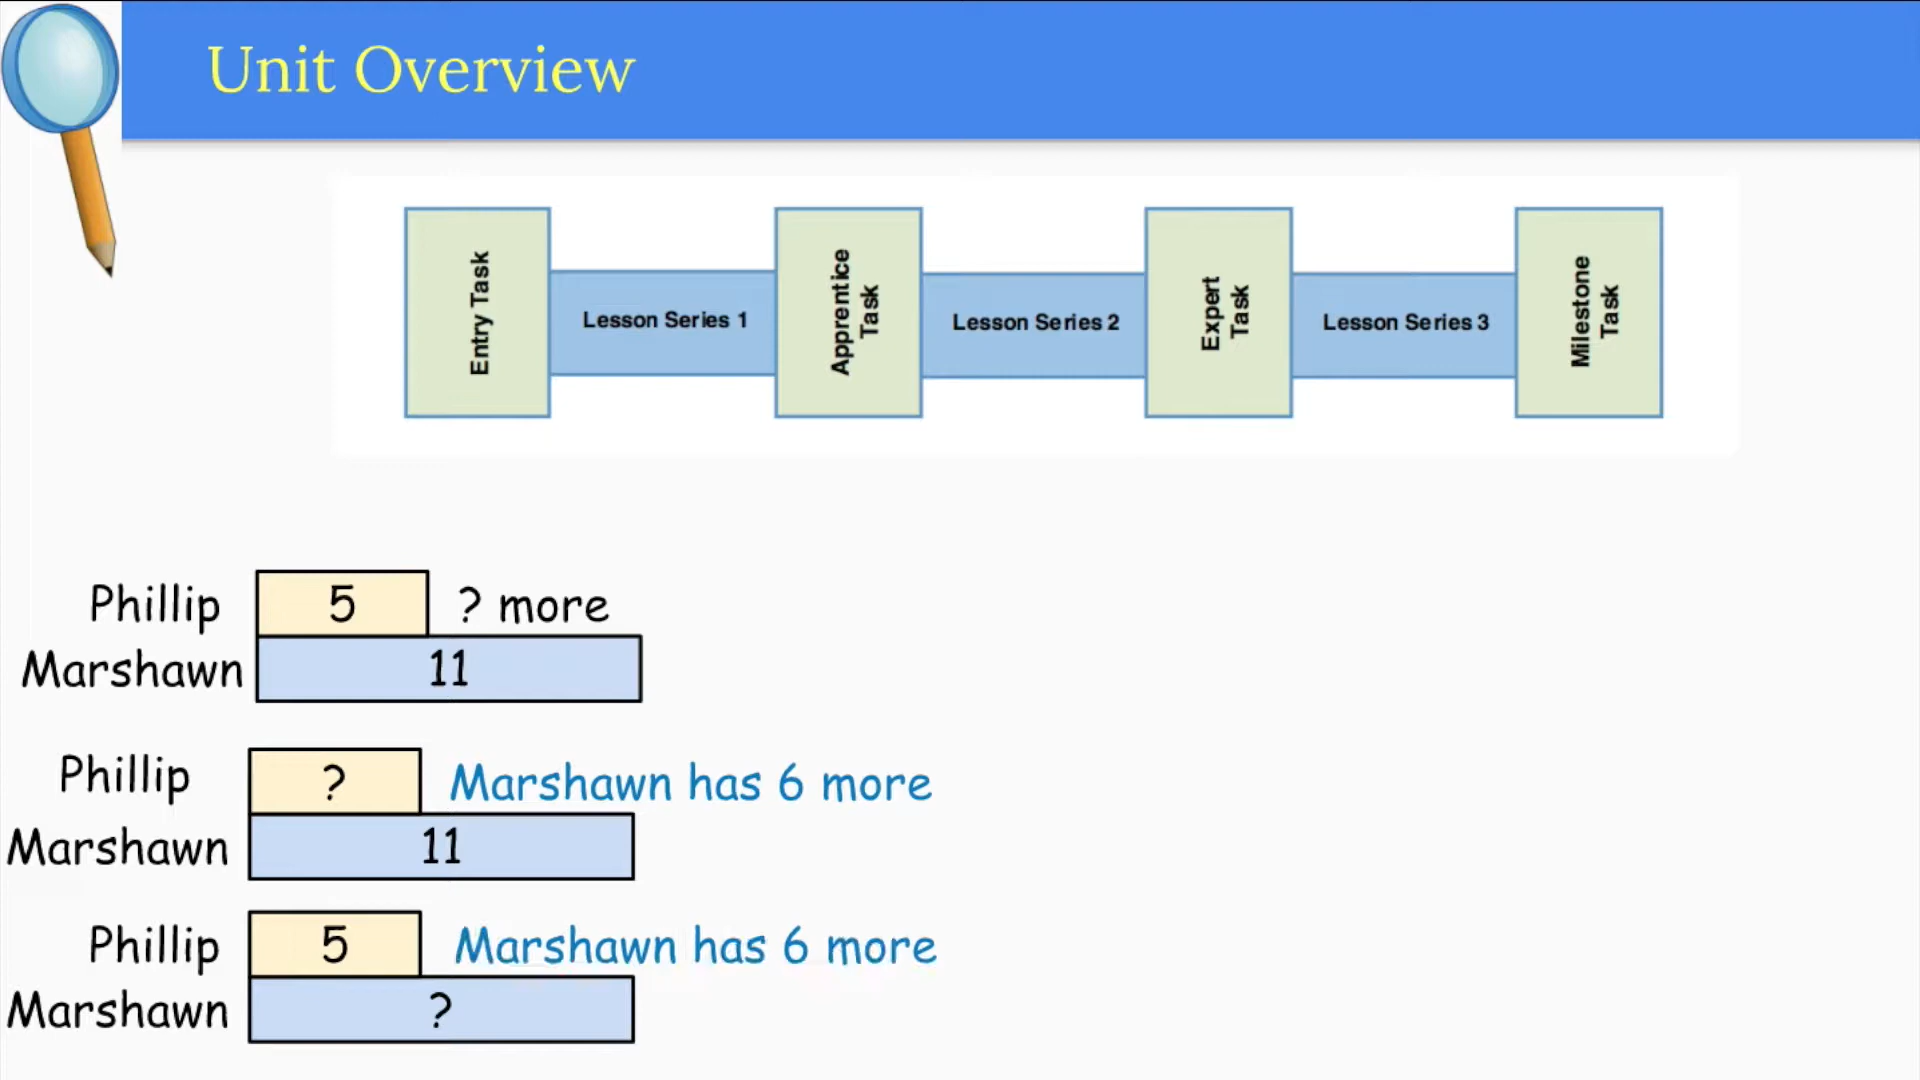 Unit Overview
Entry Task
Lesson Series 1
Apprentice
Task
Lesson Series 2
Expert
Task
Lesson Series 3
Milestone
Task
Phillip 5 ? more
Marshawn 11
Phillip ? Marshawn has 6 more
Marshawn 11
Phillip 5 Marshawn has 6 more
Marshawn ?